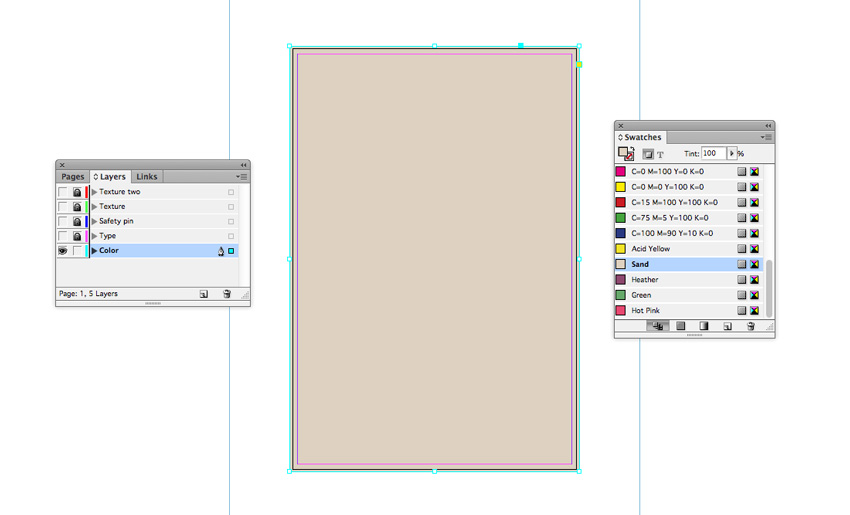 Pages
Layers
Links
Texture two
Texture
Safety pin
Type
Color
Page: 1, 5 Layers
Swatches
T
Tint: 100 %
C=0 M=100 Y=0 K=0
C=0 M=0 Y=100 K=0
C=15 M=100 Y=100 K=0
C=75 M=5 Y=100 K=0
C=100 M=90 Y=10 K=0
Acid Yellow
Sand
Heather
Green
Hot Pink